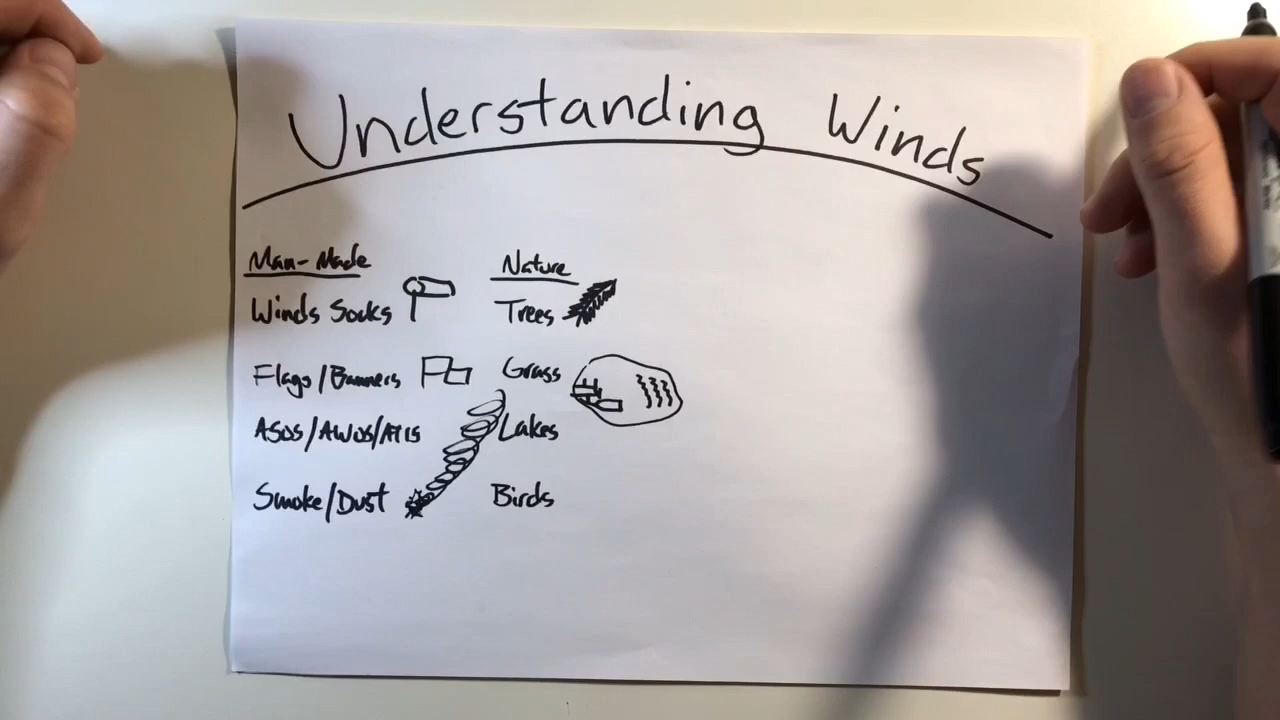 Understanding Winds
Man-Made
Winds Socks
Flags/Banners
ASOS/AWOS/ATIS
Smoke/Dust
Nature
Trees
Grass
Lakes
Birds